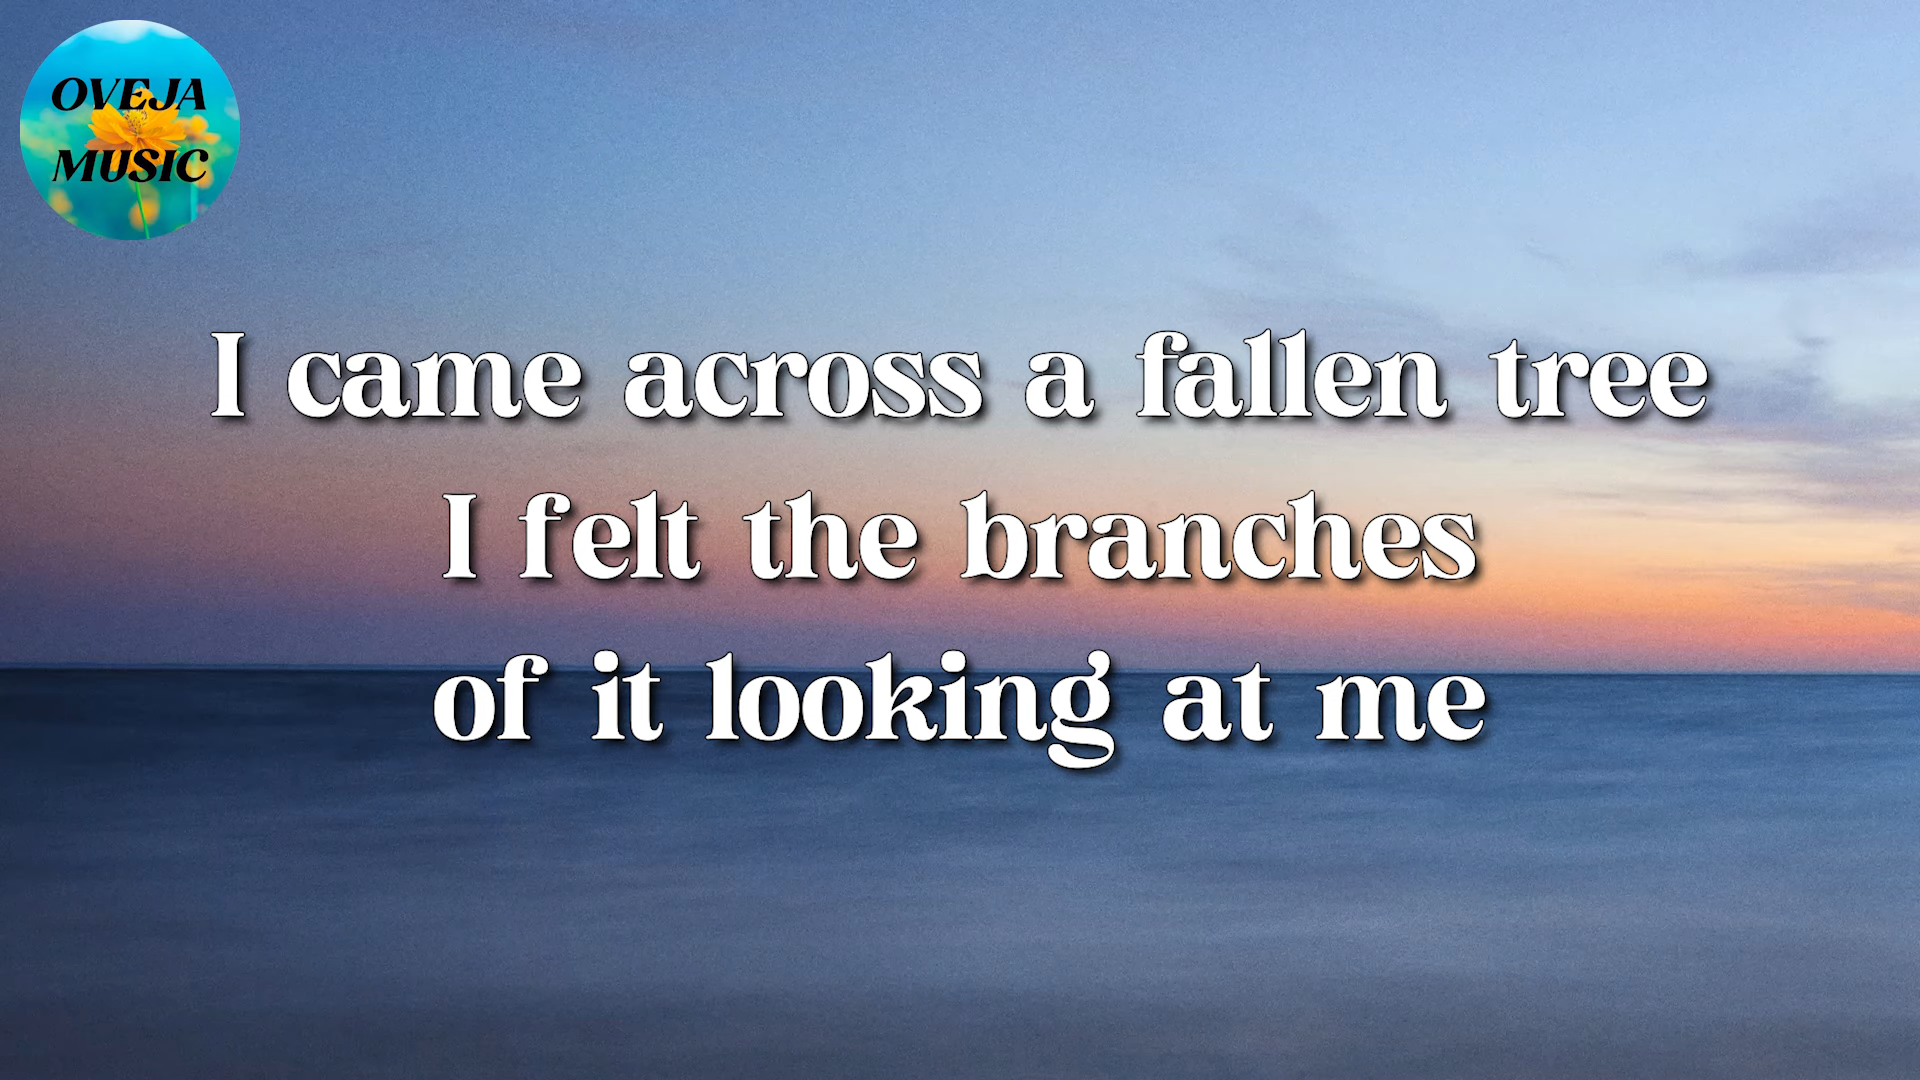 OVEJA
MUSIC
I came across a fallen tree
I felt the branches
of it looking at me